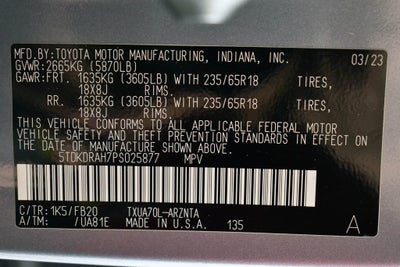 MFD.BY: TOYOTA MOTOR MANUFACTURING, INDIANA, INC. 03/23
GVWR: 2665KG (5870LB)
GAWR: FRT. 1635KG (3605LB) WITH 235/65R18 TIRES,
18X8J RIMS.
RR. 1635KG (3605LB) WITH 235/65R18 TIRES,
18X8J RIMS.
THIS VEHICLE CONFORMS TO ALL APPLICABLE FEDERAL MOTOR
VEHICLE SAFETY AND THEFT PREVENTION STANDARDS IN EFFECT
ON THE DATE OF MANUFACTURE SHOWN ABOVE.
5TDKDRAH7PS025877 MPV
C/TR: 1K5/FB20 TXUA70L-ARZNTA
A/TM: /UA81E MADE IN U.S.A. 135 A